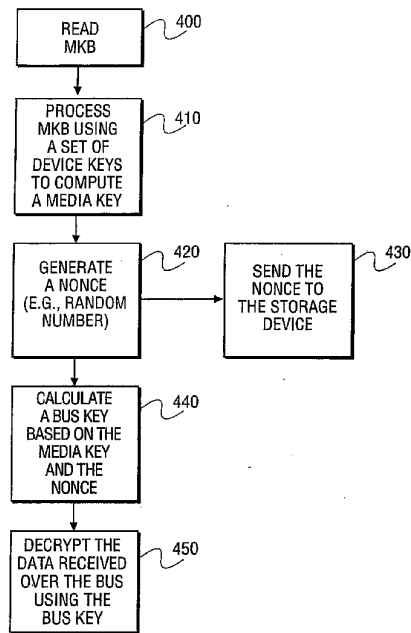 READ
MKB
400
PROCESS
MKB USING
A SET OF
DEVICE KEYS
TO COMPUTE
A MEDIA KEY
410
GENERATE
A NONCE
(E.G., RANDOM
NUMBER)
420
SEND THE
NONCE TO
THE STORAGE
DEVICE
430
CALCULATE
A BUS KEY
BASED ON THE
MEDIA KEY
AND THE
NONCE
440
DECRYPT THE
DATA RECEIVED
OVER THE BUS
USING THE
BUS KEY
450